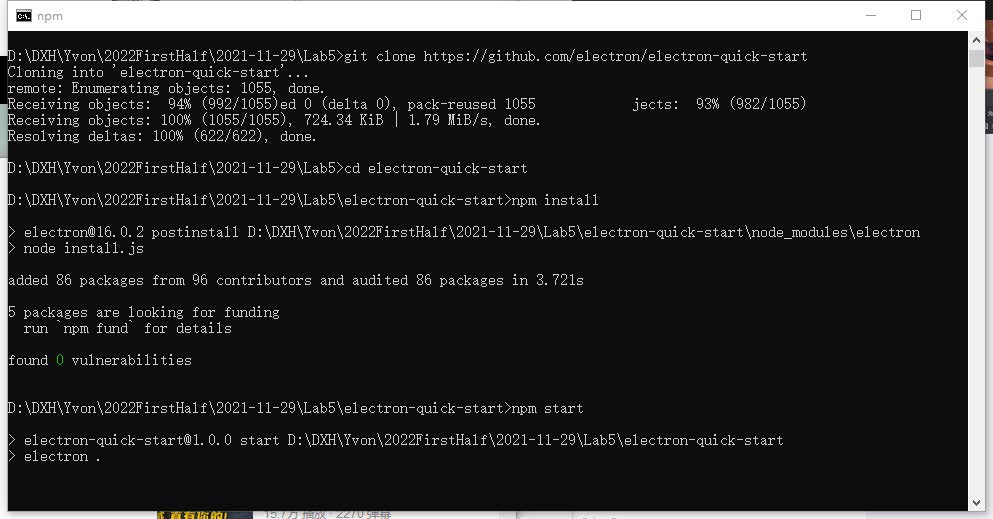 npm
D:\DXH\Yvon\2022FirstHalf\2021-11-29\Lab5>git clone https://github.com/electron/electron-quick-start
Cloning into 'electron-quick-start'...
remote: Enumerating objects: 1055, done.
Receiving objects:  94% (992/1055)ed 0 (delta 0), pack-reused 1055            jects:  93% (982/1055)
Receiving objects: 100% (1055/1055), 724.34 KiB | 1.79 MiB/s, done.
Resolving deltas: 100% (622/622), done.
D:\DXH\Yvon\2022FirstHalf\2021-11-29\Lab5>cd electron-quick-start
D:\DXH\Yvon\2022FirstHalf\2021-11-29\Lab5\electron-quick-start>npm install
> electron@16.0.2 postinstall D:\DXH\Yvon\2022FirstHalf\2021-11-29\Lab5\electron-quick-start\node_modules\electron
> node install.js
added 86 packages from 96 contributors and audited 86 packages in 3.721s
5 packages are looking for funding
  run `npm fund` for details
found 0 vulnerabilities
D:\DXH\Yvon\2022FirstHalf\2021-11-29\Lab5\electron-quick-start>npm start
> electron-quick-start@1.0.0 start D:\DXH\Yvon\2022FirstHalf\2021-11-29\Lab5\electron-quick-start
> electron .
15.7万 播放 · 2270 弹幕